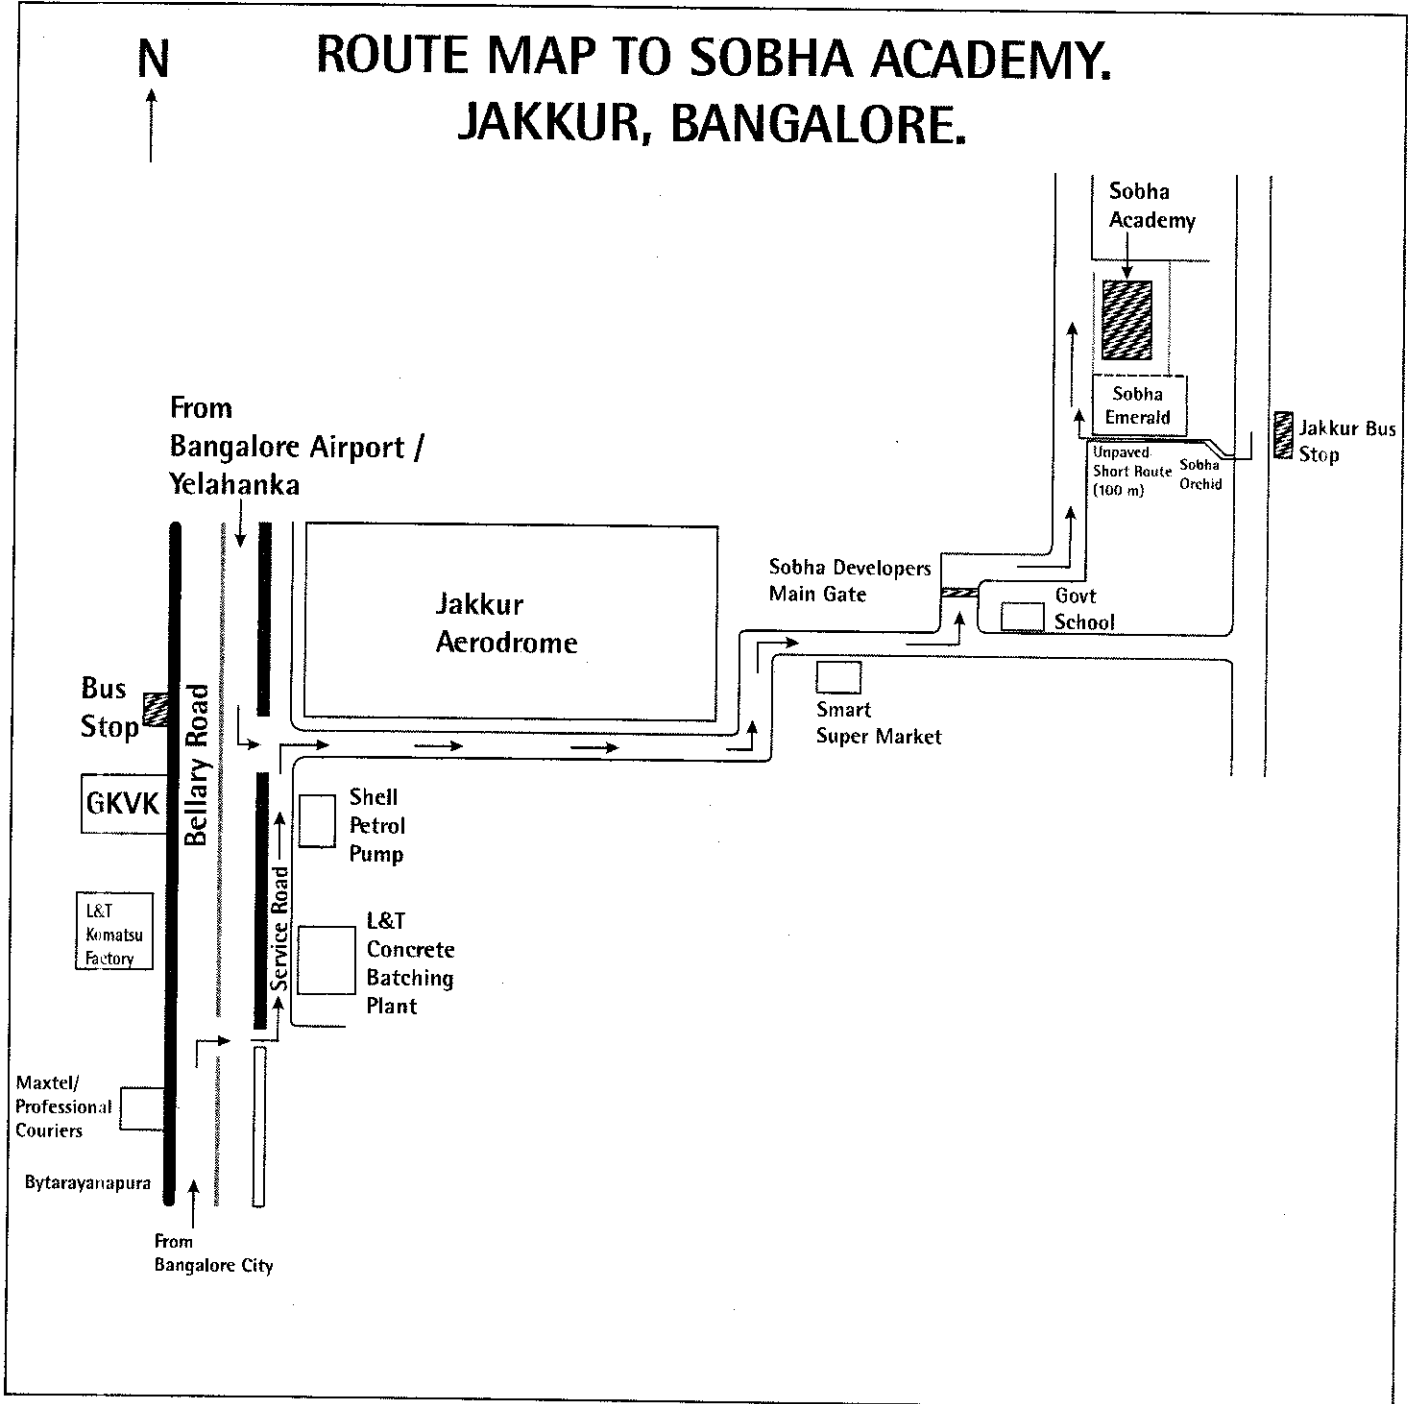 N
ROUTE MAP TO SOBHA ACADEMY.
JAKKUR, BANGALORE.
Sobha
Academy
Sobha
Emerald
Jakkur Bus
Stop
Unpaved
Short Route
(100 m)
Sobha
Orchid
From
Bangalore Airport /
Yelahanka
Jakkur
Aerodrome
Sobha Developers
Main Gate
Govt
School
Bus
Stop
Bellary Road
Smart
Super Market
GKVK
Shell
Petrol
Pump
Service Road
L&T
Komatsu
Factory
L&T
Concrete
Batching
Plant
Maxtel/
Professional
Couriers
Bytarayanapura
From
Bangalore City